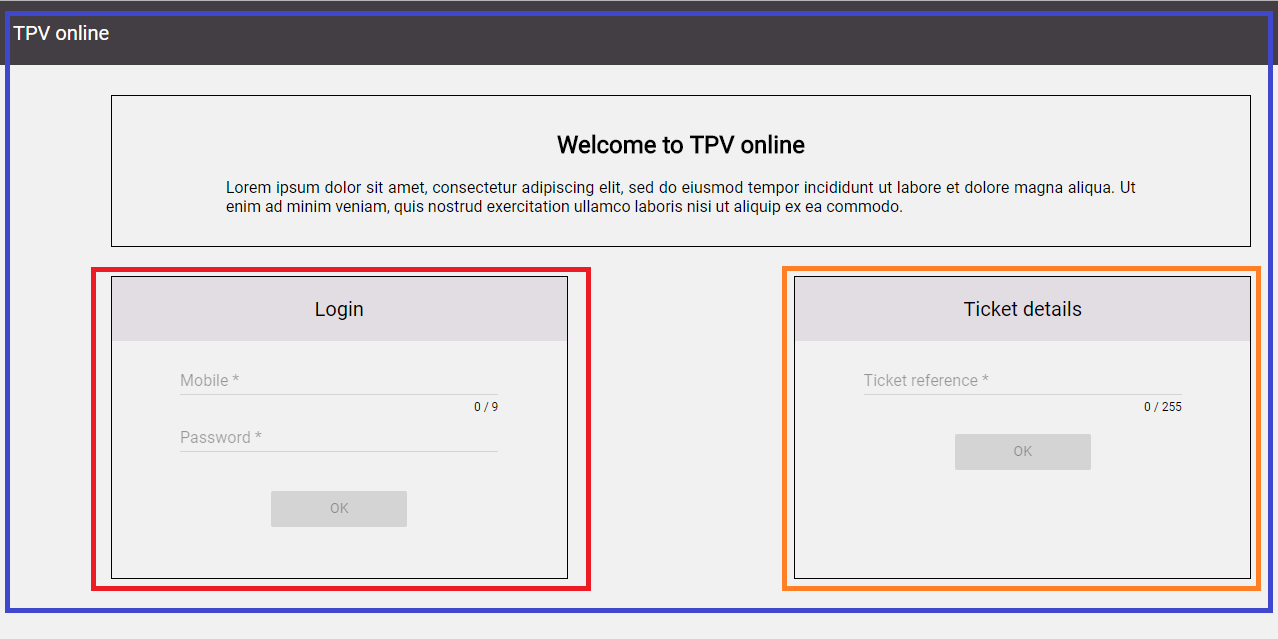 TPV online
Welcome to TPV online
Lorem ipsum dolor sit amet, consectetur adipiscing elit, sed do eiusmod tempor incididunt ut labore et dolore magna aliqua. Ut
enim ad minim veniam, quis nostrud exercitation ullamco laboris nisi ut aliquip ex ea commodo.
Login
Mobile *
0 / 9
Password *
OK
Ticket details
Ticket reference *
0 / 255
OK